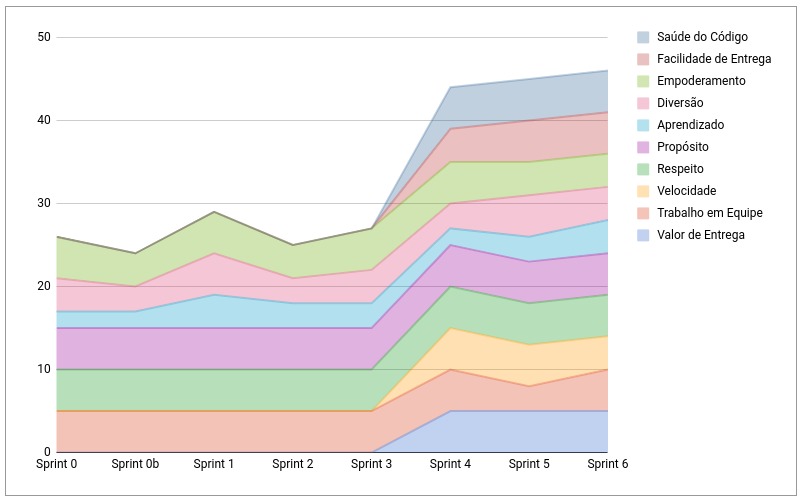 50
40
30
20
10
0
Sprint 0 Sprint 0b Sprint 1 Sprint 2 Sprint 3 Sprint 4 Sprint 5 Sprint 6
Saúde do Código
Facilidade de Entrega
Empoderamento
Diversão
Aprendizado
Propósito
Respeito
Velocidade
Trabalho em Equipe
Valor de Entrega